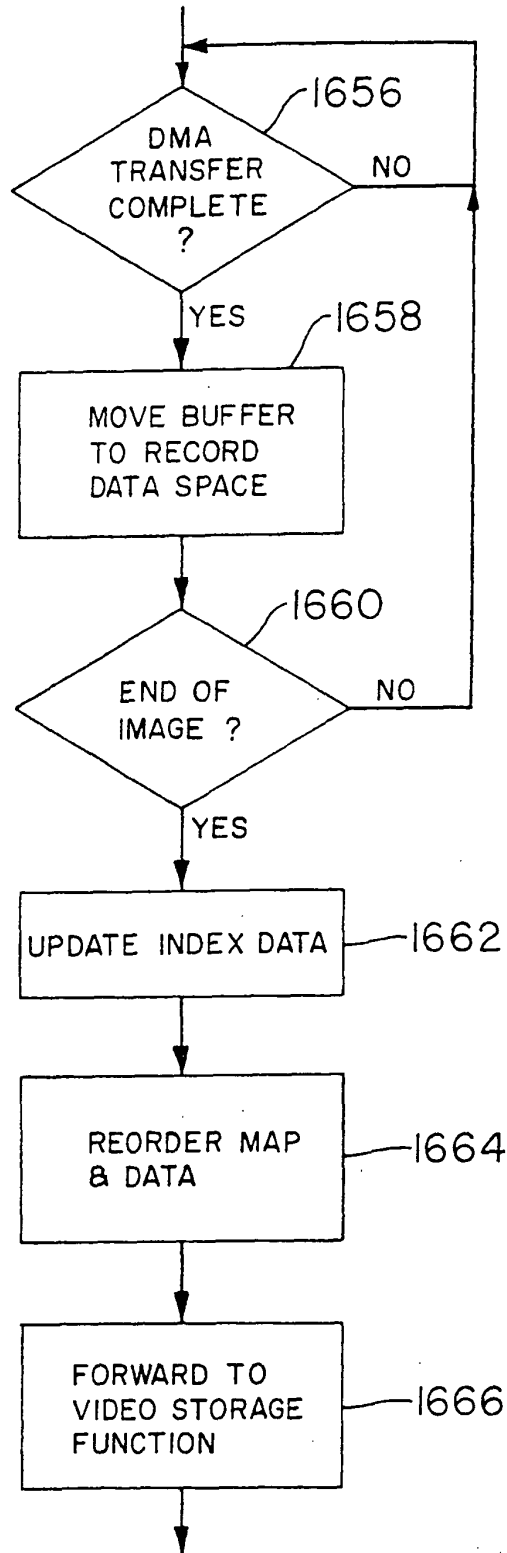 1656
DMA
TRANSFER
COMPLETE
?
NO
YES
1658
MOVE BUFFER
TO RECORD
DATA SPACE
1660
END OF
IMAGE ?
NO
YES
UPDATE INDEX DATA
1662
REORDER MAP
& DATA
1664
FORWARD TO
VIDEO STORAGE
FUNCTION
1666